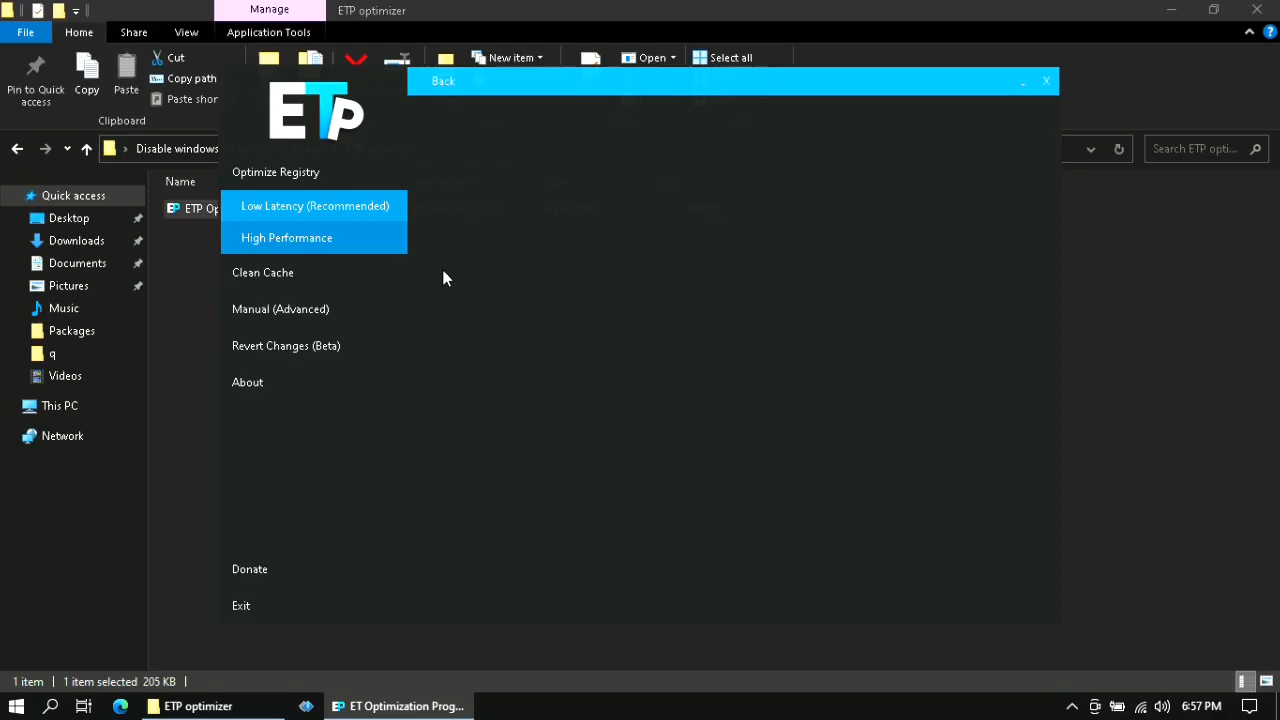 Manage
ETP optimizer
File
Home
Share
View
Application Tools
Pin to Quick access
Copy
Paste
Cut
Copy path
Paste shor
New item
Open
Select all
Clipboard
Disable windows
Search ETP opti...
Quick access
Desktop
Downloads
Documents
Pictures
Music
Packages
q
Videos
This PC
Network
Name
ETP Op
ETP
Back
- X
Optimize Registry
Low Latency (Recommended)
High Performance
Clean Cache
Manual (Advanced)
Revert Changes (Beta)
About
Donate
Exit
1 item
1 item selected 205 KB
ETP optimizer
ET Optimization Prog...
6:57 PM